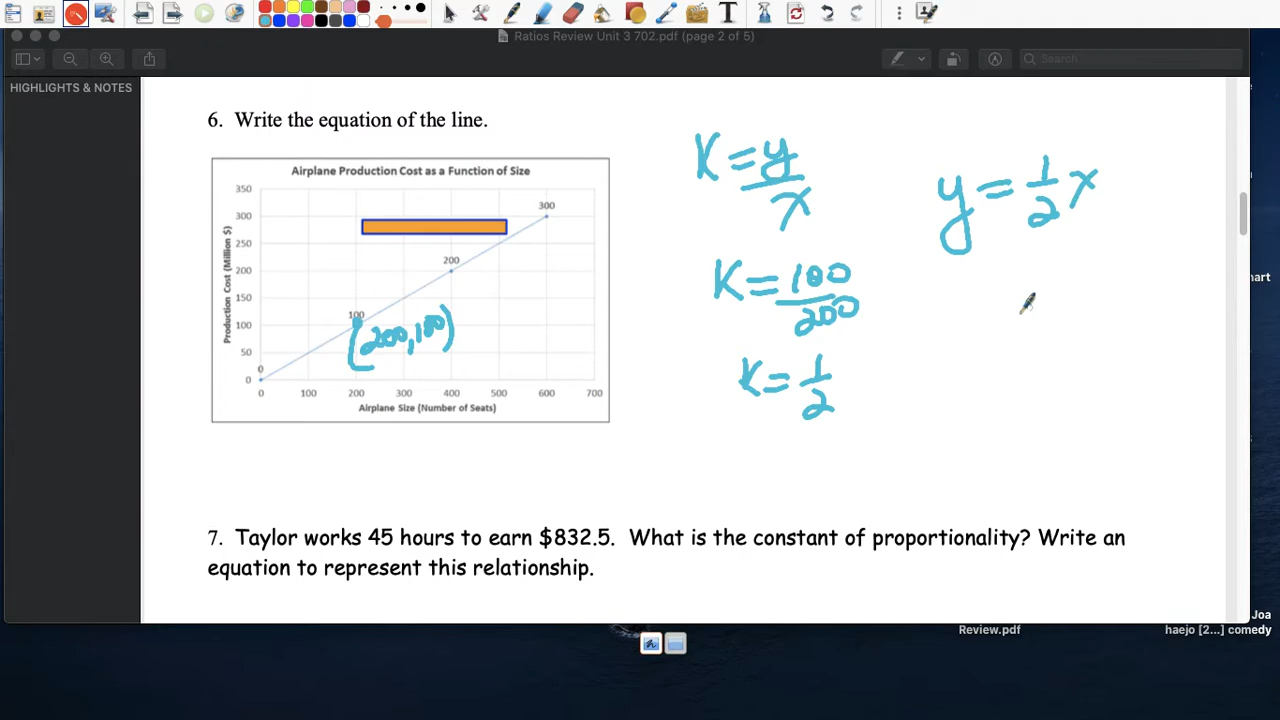 Ratios Review Unit 3 702.pdf (page 2 of 5)
Search
HIGHLIGHTS & NOTES
6. Write the equation of the line.
Airplane Production Cost as a Function of Size
Production Cost (Million $)
350
300
250
200
150
100
50
0
0
100
200
300
0 100 200 300 400 500 600 700
Airplane Size (Number of Seats)
(200,100)
K = y/x
K = 100/200
K = 1/2
y = 1/2 x
7. Taylor works 45 hours to earn $832.5. What is the constant of proportionality? Write an
equation to represent this relationship.
Review.pdf
Joa
haejo [2...] comedy